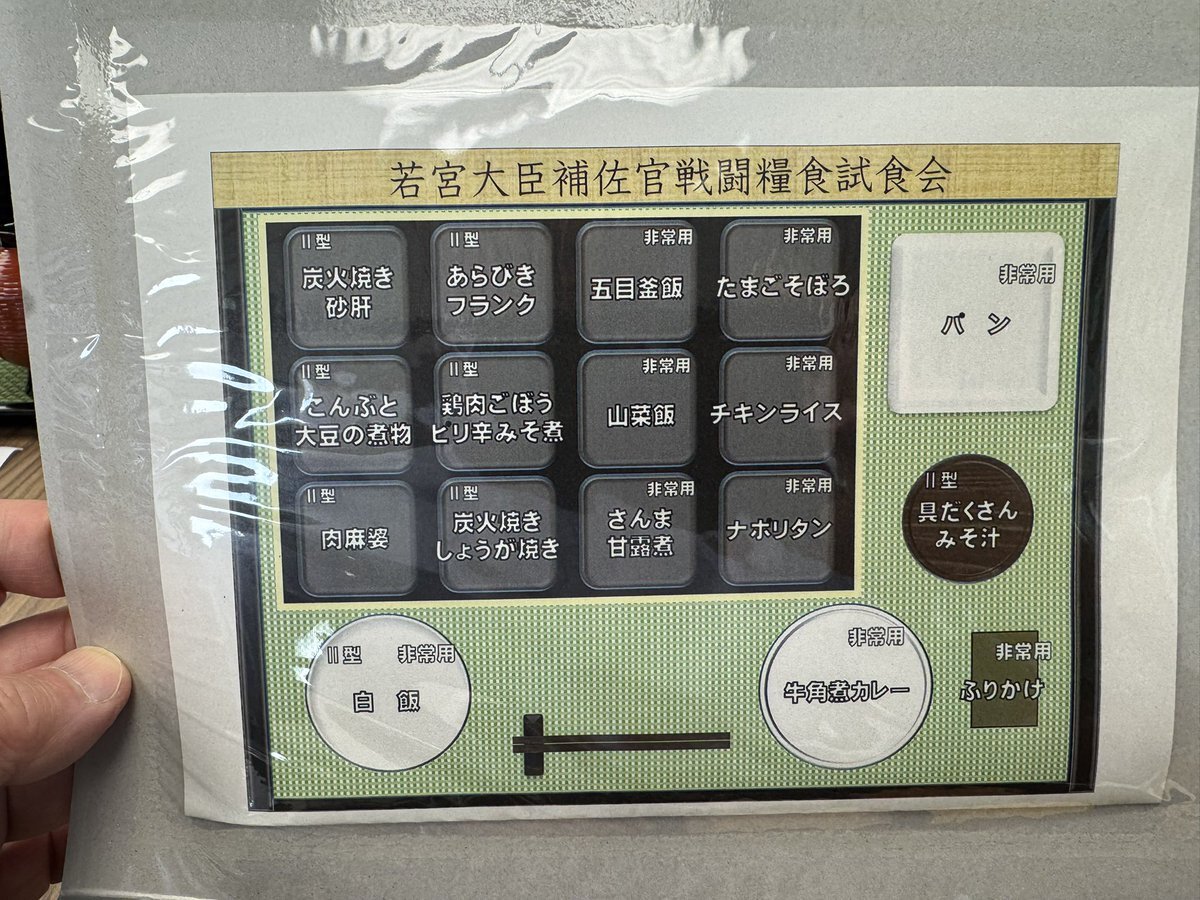 若宮大臣補佐官戦闘糧食試食会
II型
炭火焼き
砂肝
II型
あらびき
フランク
非常用
五目釜飯
非常用
たまごそぼろ
非常用
パン
II型
こんぶと
大豆の煮物
II型
鶏肉ごぼう
ピリ辛みそ煮
非常用
山菜飯
非常用
チキンライス
II型
具だくさん
みそ汁
II型
肉麻婆
II型
炭火焼き
しょうが焼き
非常用
さんま
甘露煮
非常用
ナポリタン
II型 非常用
白飯
非常用
牛角煮カレー
非常用
ふりかけ